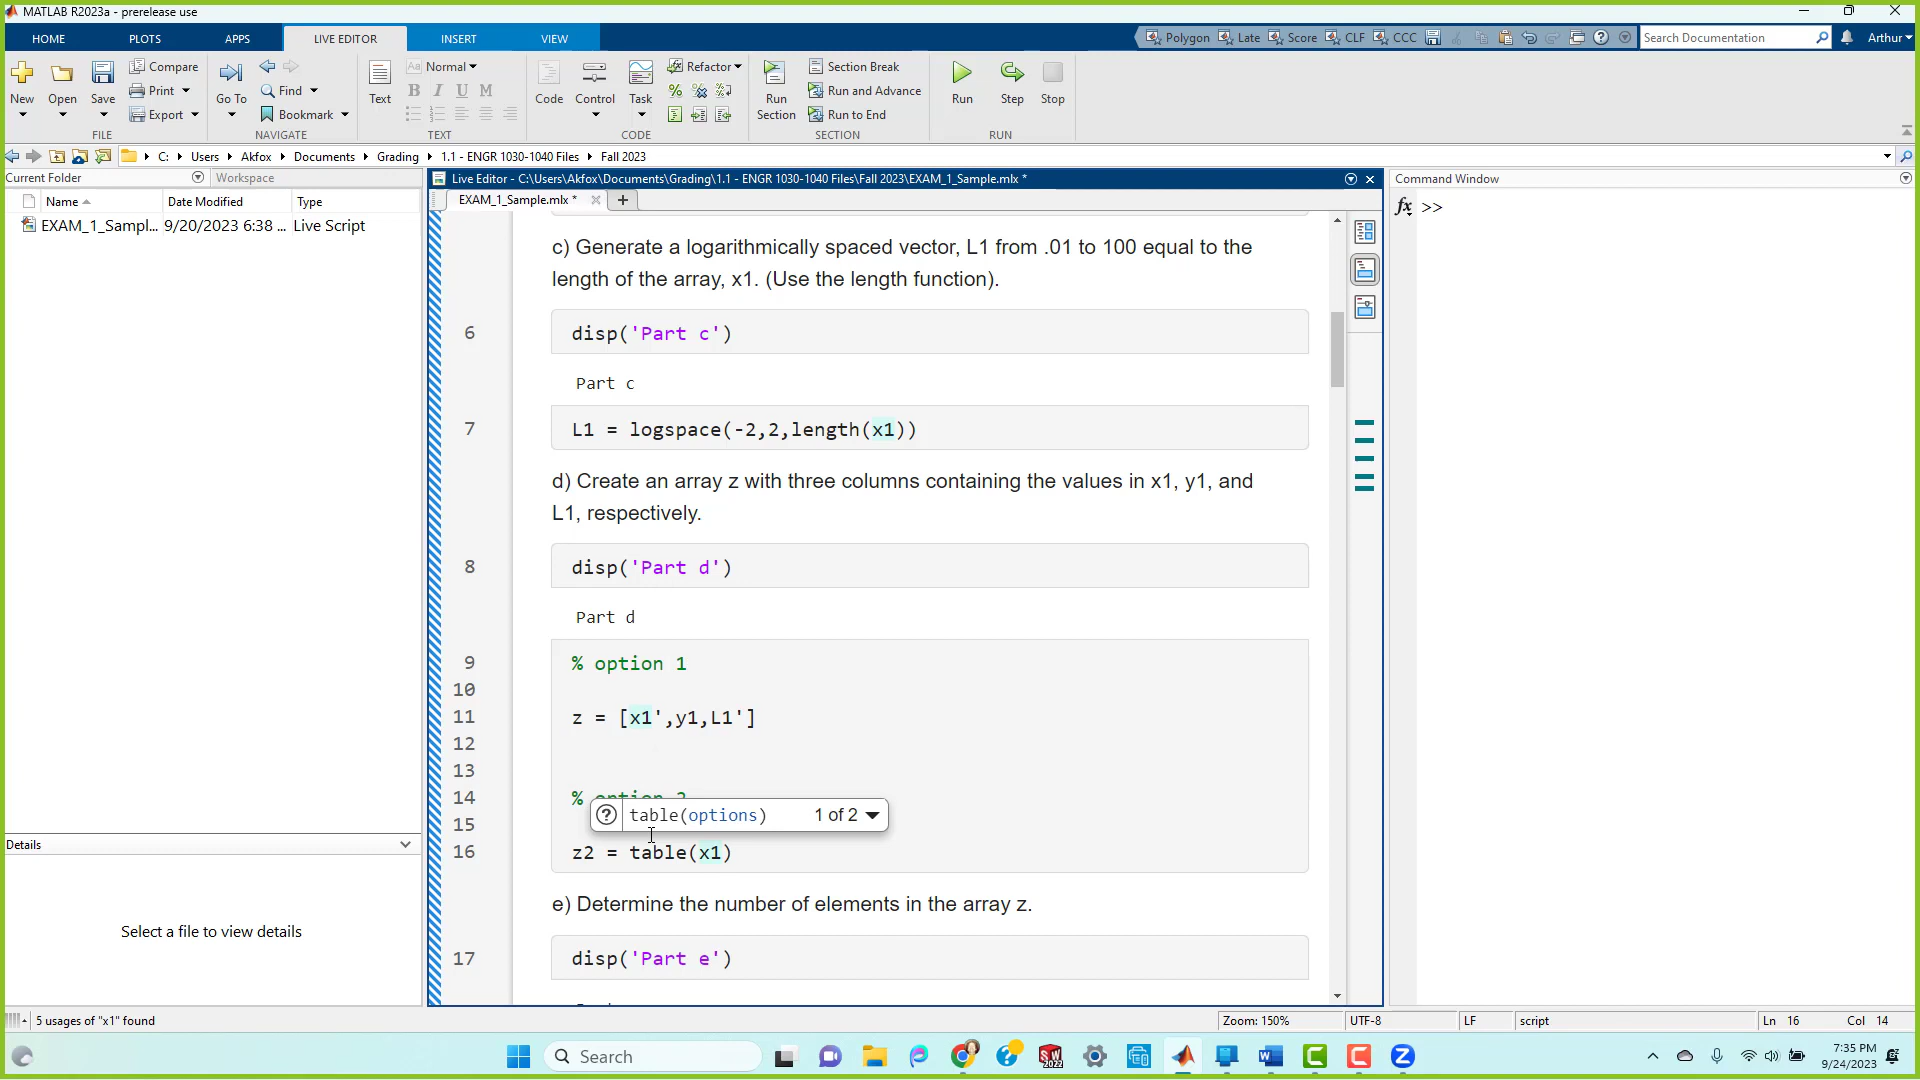 MATLAB R2023a - prerelease use
HOME PLOTS APPS LIVE EDITOR INSERT VIEW
Polygon Late Score CLF CCC Search Documentation Arthur
New Open Save Compare Print Export
FILE
Go To Find Bookmark
NAVIGATE
Text Normal B I U M
TEXT
Code Control Task Refactor
CODE
Run Section Section Break Run and Advance Run to End
SECTION
Run Step Stop
RUN
C: Users Akfox Documents Grading 1.1 - ENGR 1030-1040 Files Fall 2023
Current Folder Workspace
Name Date Modified Type
EXAM_1_Sampl... 9/20/2023 6:38 ... Live Script
Details
Select a file to view details
Live Editor - C:\Users\Akfox\Documents\Grading\1.1 - ENGR 1030-1040 Files\Fall 2023\EXAM_1_Sample.mlx *
EXAM_1_Sample.mlx *
c) Generate a logarithmically spaced vector, L1 from .01 to 100 equal to the
length of the array, x1. (Use the length function).
6 disp('Part c')
Part c
7 L1 = logspace(-2,2,length(x1))
d) Create an array z with three columns containing the values in x1, y1, and
L1, respectively.
8 disp('Part d')
Part d
9 % option 1
10
11 z = [x1',y1,L1']
12
13
14 % option 2
table(options) 1 of 2
15
16 z2 = table(x1)
e) Determine the number of elements in the array z.
17 disp('Part e')
Command Window
fx >>
5 usages of "x1" found
Zoom: 150% UTF-8 LF script Ln 16 Col 14
Search
7:35 PM
9/24/2023